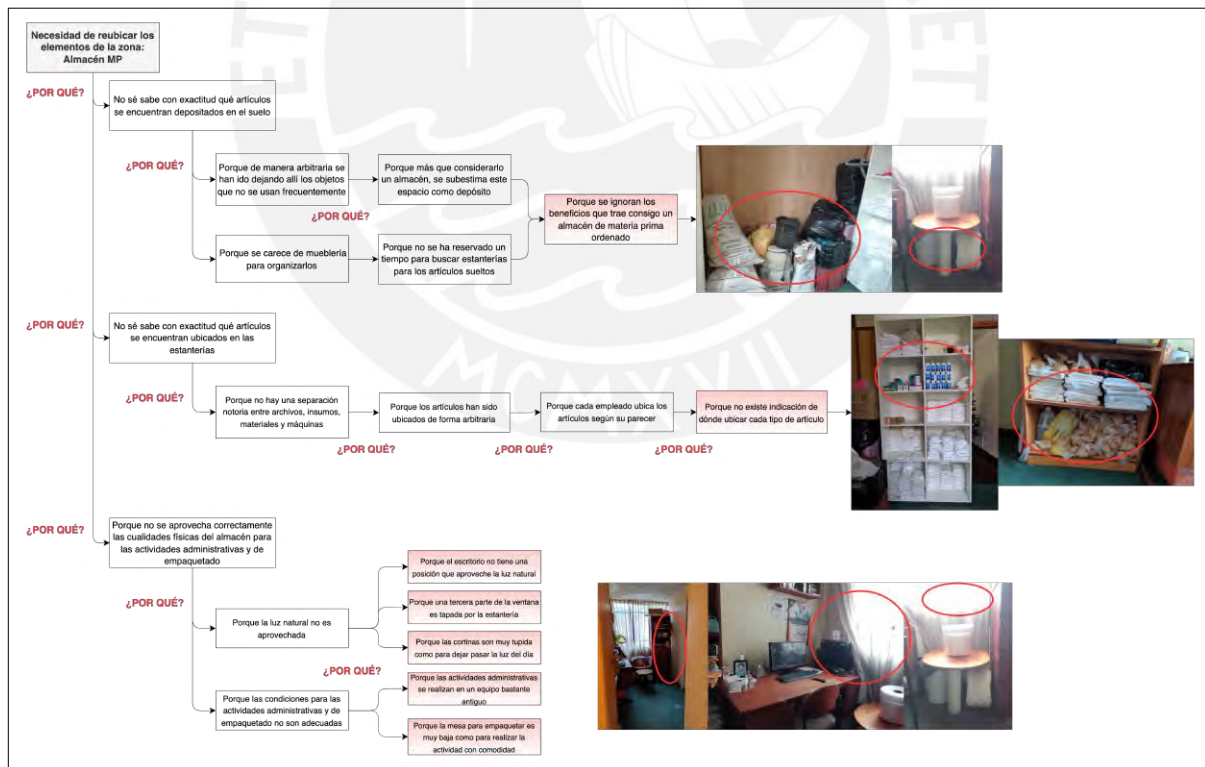 Necesidad de reubicar los
elementos de la zona:
Almacén MP
¿POR QUÉ?
No sé sabe con exactitud qué artículos
se encuentran depositados en el suelo
¿POR QUÉ?
Porque de manera arbitraria se
han ido dejando allí los objetos
que no se usan frecuentemente
Porque más que considerarlo
un almacén, se subestima este
espacio como depósito
¿POR QUÉ?
Porque se ignoran los
beneficios que trae consigo un
almacén de materia prima
ordenado
Porque se carece de mueblería
para organizarlos
Porque no se ha reservado un
tiempo para buscar estanterías
para los artículos sueltos
¿POR QUÉ?
No sé sabe con exactitud qué artículos
se encuentran ubicados en las
estanterías
¿POR QUÉ?
Porque no hay una separación
notoria entre archivos, insumos,
materiales y máquinas
Porque los artículos han sido
ubicados de forma arbitraria
Porque cada empleado ubica los
artículos según su parecer
Porque no existe indicación de
dónde ubicar cada tipo de artículo
¿POR QUÉ?
¿POR QUÉ?
¿POR QUÉ?
¿POR QUÉ?
Porque no se aprovecha correctamente
las cualidades físicas del almacén para
las actividades administrativas y de
empaquetado
¿POR QUÉ?
Porque la luz natural no es
aprovechada
Porque el escritorio no tiene una
posición que aproveche la luz natural
Porque una tercera parte de la ventana
es tapada por la estantería
Porque las cortinas son muy tupida
como para dejar pasar la luz del día
¿POR QUÉ?
Porque las condiciones para las
actividades administrativas y de
empaquetado no son adecuadas
Porque las actividades administrativas
se realizan en un equipo bastante
antiguo
Porque la mesa para empaquetar es
muy baja como para realizar la
actividad con comodidad
ET
ET
MCMXVII